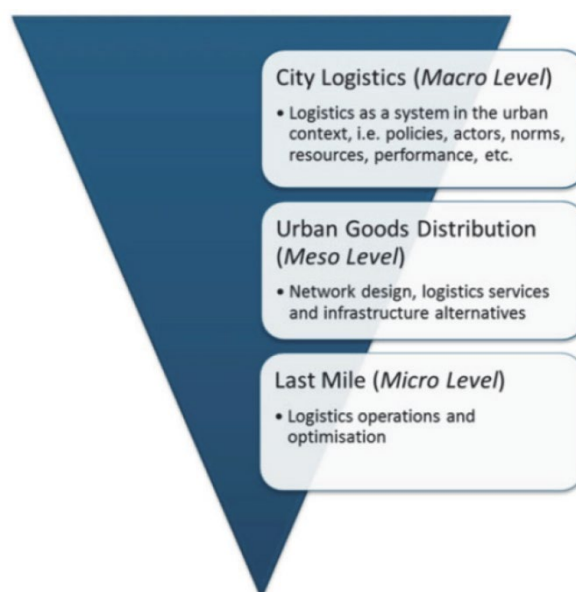 City Logistics (Macro Level)
• Logistics as a system in the urban
context, i.e. policies, actors, norms,
resources, performance, etc.
Urban Goods Distribution
(Meso Level)
• Network design, logistics services
and infrastructure alternatives
Last Mile (Micro Level)
• Logistics operations and
optimisation